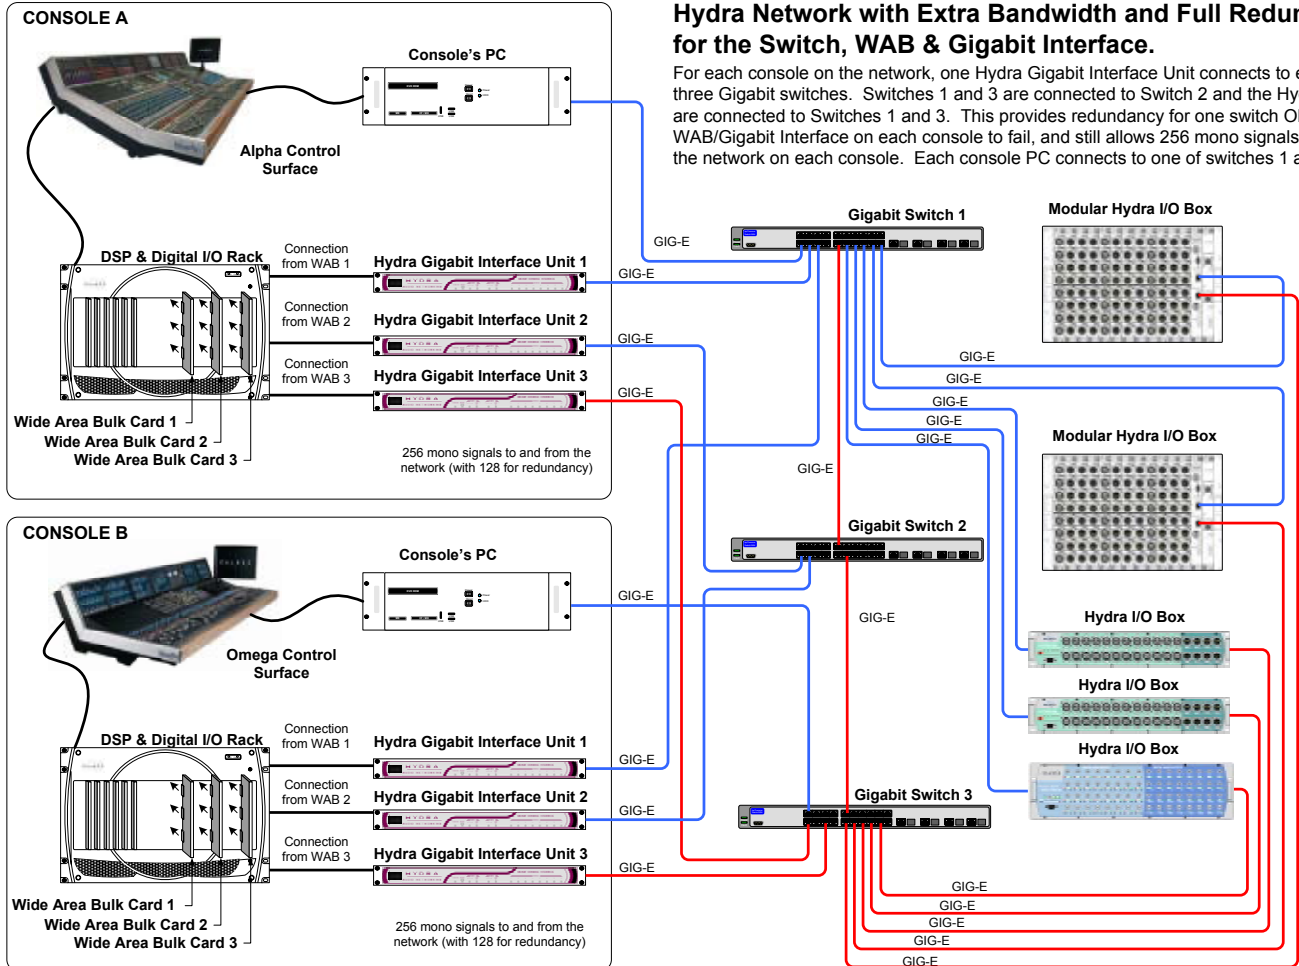 CONSOLE A
Console's PC
Alpha Control
Surface
DSP & Digital I/O Rack
Connection
from WAB 1
Hydra Gigabit Interface Unit 1
HYDRA
Connection
from WAB 2
Hydra Gigabit Interface Unit 2
HYDRA
Connection
from WAB 3
Hydra Gigabit Interface Unit 3
HYDRA
Wide Area Bulk Card 1
Wide Area Bulk Card 2
Wide Area Bulk Card 3
256 mono signals to and from the
network (with 128 for redundancy)
CONSOLE B
Console's PC
Omega Control
Surface
DSP & Digital I/O Rack
Connection
from WAB 1
Hydra Gigabit Interface Unit 1
HYDRA
Connection
from WAB 2
Hydra Gigabit Interface Unit 2
HYDRA
Connection
from WAB 3
Hydra Gigabit Interface Unit 3
HYDRA
Wide Area Bulk Card 1
Wide Area Bulk Card 2
Wide Area Bulk Card 3
256 mono signals to and from the
network (with 128 for redundancy)
Hydra Network with Extra Bandwidth and Full Redu
for the Switch, WAB & Gigabit Interface.
For each console on the network, one Hydra Gigabit Interface Unit connects to e
three Gigabit switches. Switches 1 and 3 are connected to Switch 2 and the Hy
are connected to Switches 1 and 3. This provides redundancy for one switch O
WAB/Gigabit Interface on each console to fail, and still allows 256 mono signals
the network on each console. Each console PC connects to one of switches 1 a
GIG-E
GIG-E
GIG-E
GIG-E
Gigabit Switch 1
Modular Hydra I/O Box
GIG-E
GIG-E
GIG-E
GIG-E
GIG-E
GIG-E
Modular Hydra I/O Box
Gigabit Switch 2
GIG-E
GIG-E
Hydra I/O Box
Hydra I/O Box
Hydra I/O Box
GIG-E
GIG-E
GIG-E
Gigabit Switch 3
GIG-E
GIG-E
GIG-E
GIG-E
GIG-E